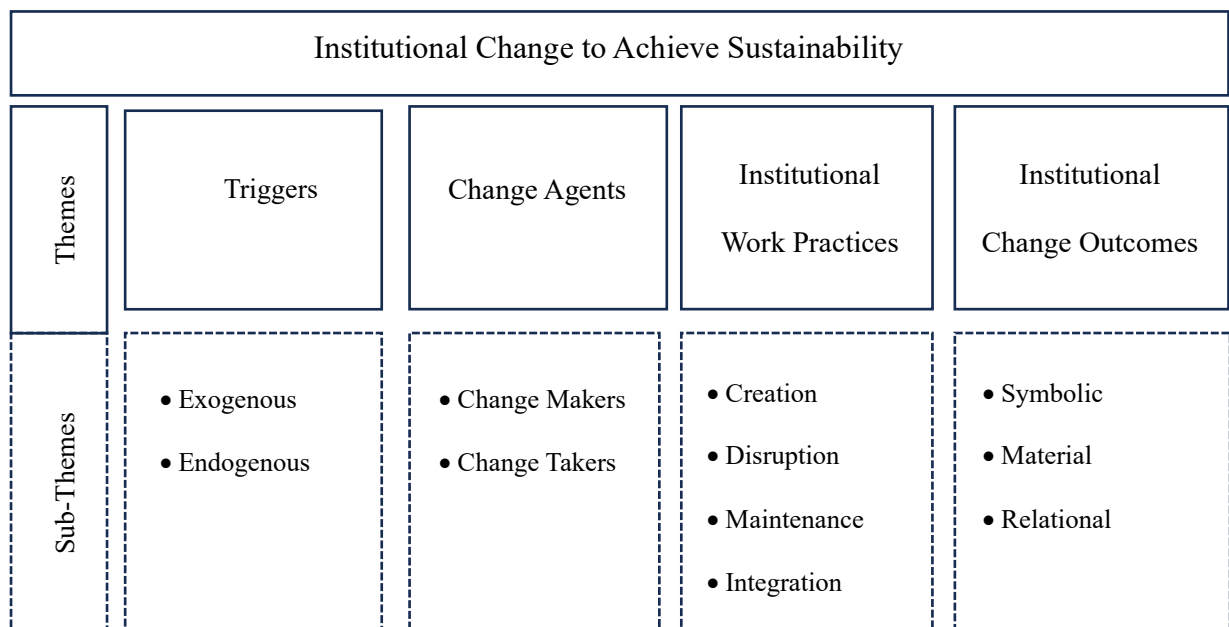 Institutional Change to Achieve Sustainability
Themes
Triggers
Change Agents
Institutional
Work Practices
Institutional
Change Outcomes
Sub-Themes
• Exogenous
• Endogenous
• Change Makers
• Change Takers
• Creation
• Disruption
• Maintenance
• Integration
• Symbolic
• Material
• Relational